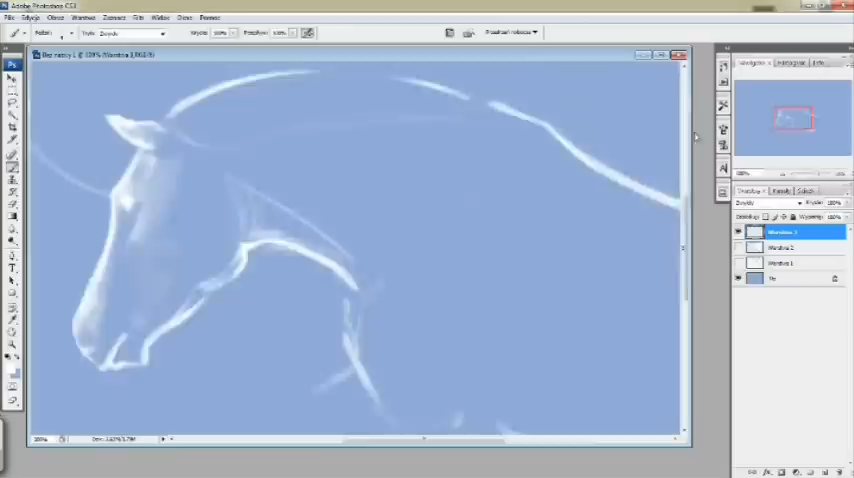 Adobe Photoshop CS3
Plik Edycja Obraz Warstwa Zaznacz Filtr Widok Okno Pomoc
Pędzel: Tryb: Zwykły Krycie: 100% Przepływ: 100% Przestrzeń robocza
Bez nazwy 1 @ 100% (Warstwa 3, RGB/8)
Nawigator Histogram Info
100%
Warstwy Kanały Ścieżki
Zwykły Krycie: 100%
Zablokuj: Wypełnij: 100%
Warstwa 3
Warstwa 2
Warstwa 1
Tło
100%